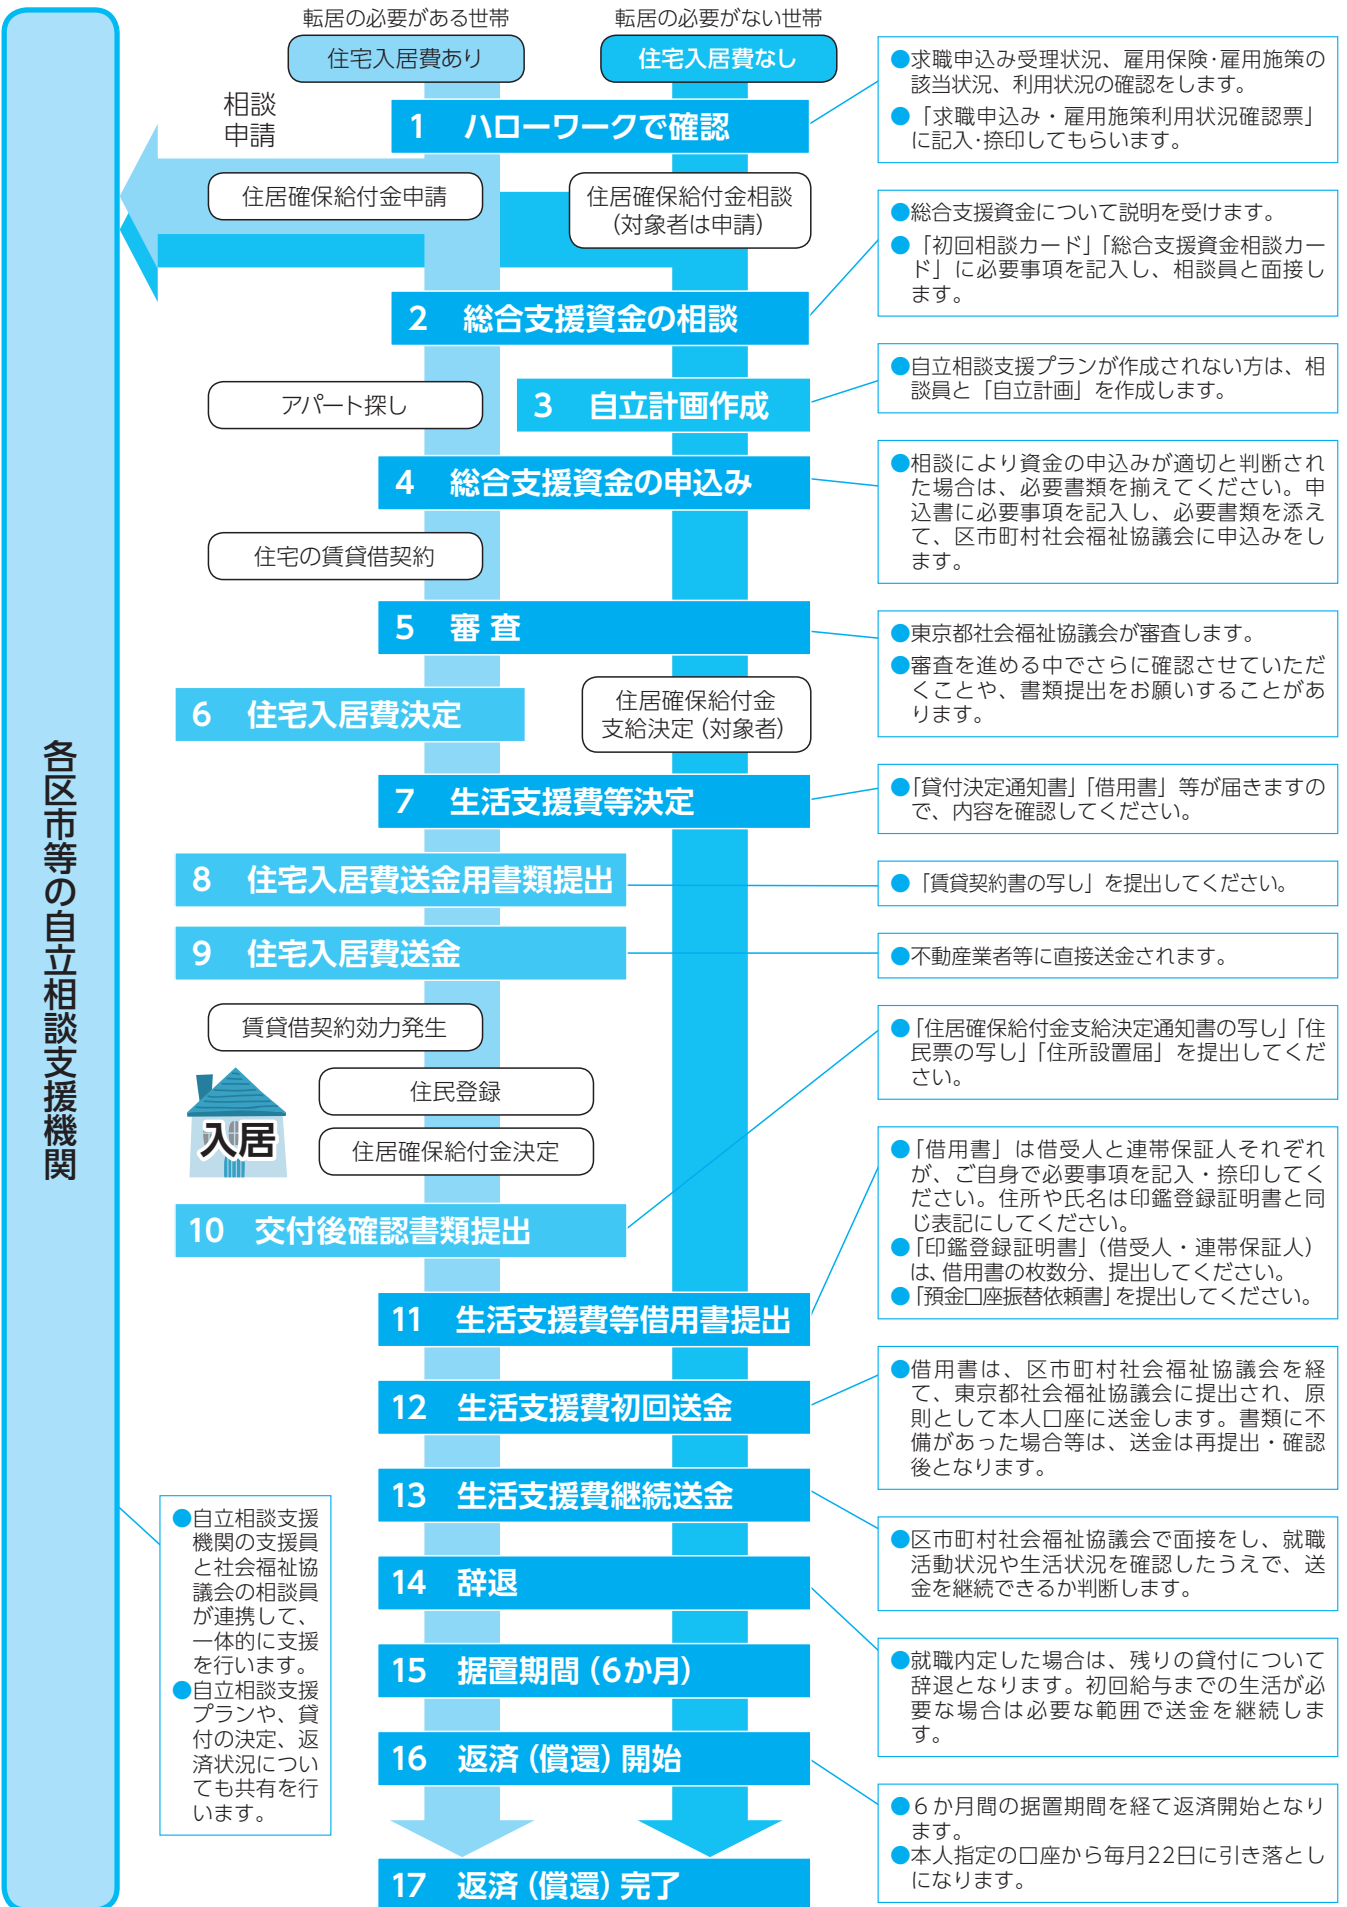 転居の必要がある世帯
転居の必要がない世帯
住宅入居費あり
住宅入居費なし
相談
申請
1 ハローワークで確認
●求職申込み受理状況、雇用保険・雇用施策の
該当状況、利用状況の確認をします。
●「求職申込み・雇用施策利用状況確認票」
に記入・捺印してもらいます。
住居確保給付金申請
住居確保給付金相談
(対象者は申請)
2 総合支援資金の相談
●総合支援資金について説明を受けます。
●「初回相談カード」「総合支援資金相談カー
ド」に必要事項を記入し、相談員と面接し
ます。
アパート探し
3 自立計画作成
●自立相談支援プランが作成されない方は、相
談員と「自立計画」を作成します。
4 総合支援資金の申込み
●相談により資金の申込みが適切と判断され
た場合は、必要書類を揃えてください。申
込書に必要事項を記入し、必要書類を添え
て、区市町村社会福祉協議会に申込みをし
ます。
住宅の賃貸借契約
5 審 査
●東京都社会福祉協議会が審査します。
●審査を進める中でさらに確認させていただ
くことや、書類提出をお願いすることがあ
ります。
6 住宅入居費決定
住居確保給付金
支給決定(対象者)
7 生活支援費等決定
●「貸付決定通知書」「借用書」等が届きますの
で、内容を確認してください。
8 住宅入居費送金用書類提出
●「賃貸契約書の写し」を提出してください。
9 住宅入居費送金
●不動産業者等に直接送金されます。
賃貸借契約効力発生
入居
住民登録
住居確保給付金決定
10 交付後確認書類提出
●「住居確保給付金支給決定通知書の写し」「住
民票の写し」「住所設置届」を提出してくだ
さい。
11 生活支援費等借用書提出
●「借用書」は借受人と連帯保証人それぞれ
が、ご自身で必要事項を記入・捺印してく
ださい。住所や氏名は印鑑登録証明書と同
じ表記にしてください。
●「印鑑登録証明書」(借受人・連帯保証人)
は、借用書の枚数分、提出してください。
●「預金口座振替依頼書」を提出してください。
12 生活支援費初回送金
●借用書は、区市町村社会福祉協議会を経
て、東京都社会福祉協議会に提出され、原
則として本人口座に送金します。書類に不
備があった場合等は、送金は再提出・確認
後となります。
13 生活支援費継続送金
●区市町村社会福祉協議会で面接をし、就職
活動状況や生活状況を確認したうえで、送
金を継続できるか判断します。
14 辞退
●就職内定した場合は、残りの貸付について
辞退となります。初回給与までの生活が必
要な場合は必要な範囲で送金を継続しま
す。
15 据置期間(6か月)
16 返済(償還)開始
●6か月間の据置期間を経て返済開始となり
ます。
●本人指定の口座から毎月22日に引き落とし
になります。
17 返済(償還)完了
各区市等の自立相談支援機関
●自立相談支援
機関の支援員
と社会福祉協
議会の相談員
が連携して、
一体的に支援
を行います。
●自立相談支援
プランや、貸
付の決定、返
済状況につい
ても共有を行
います。